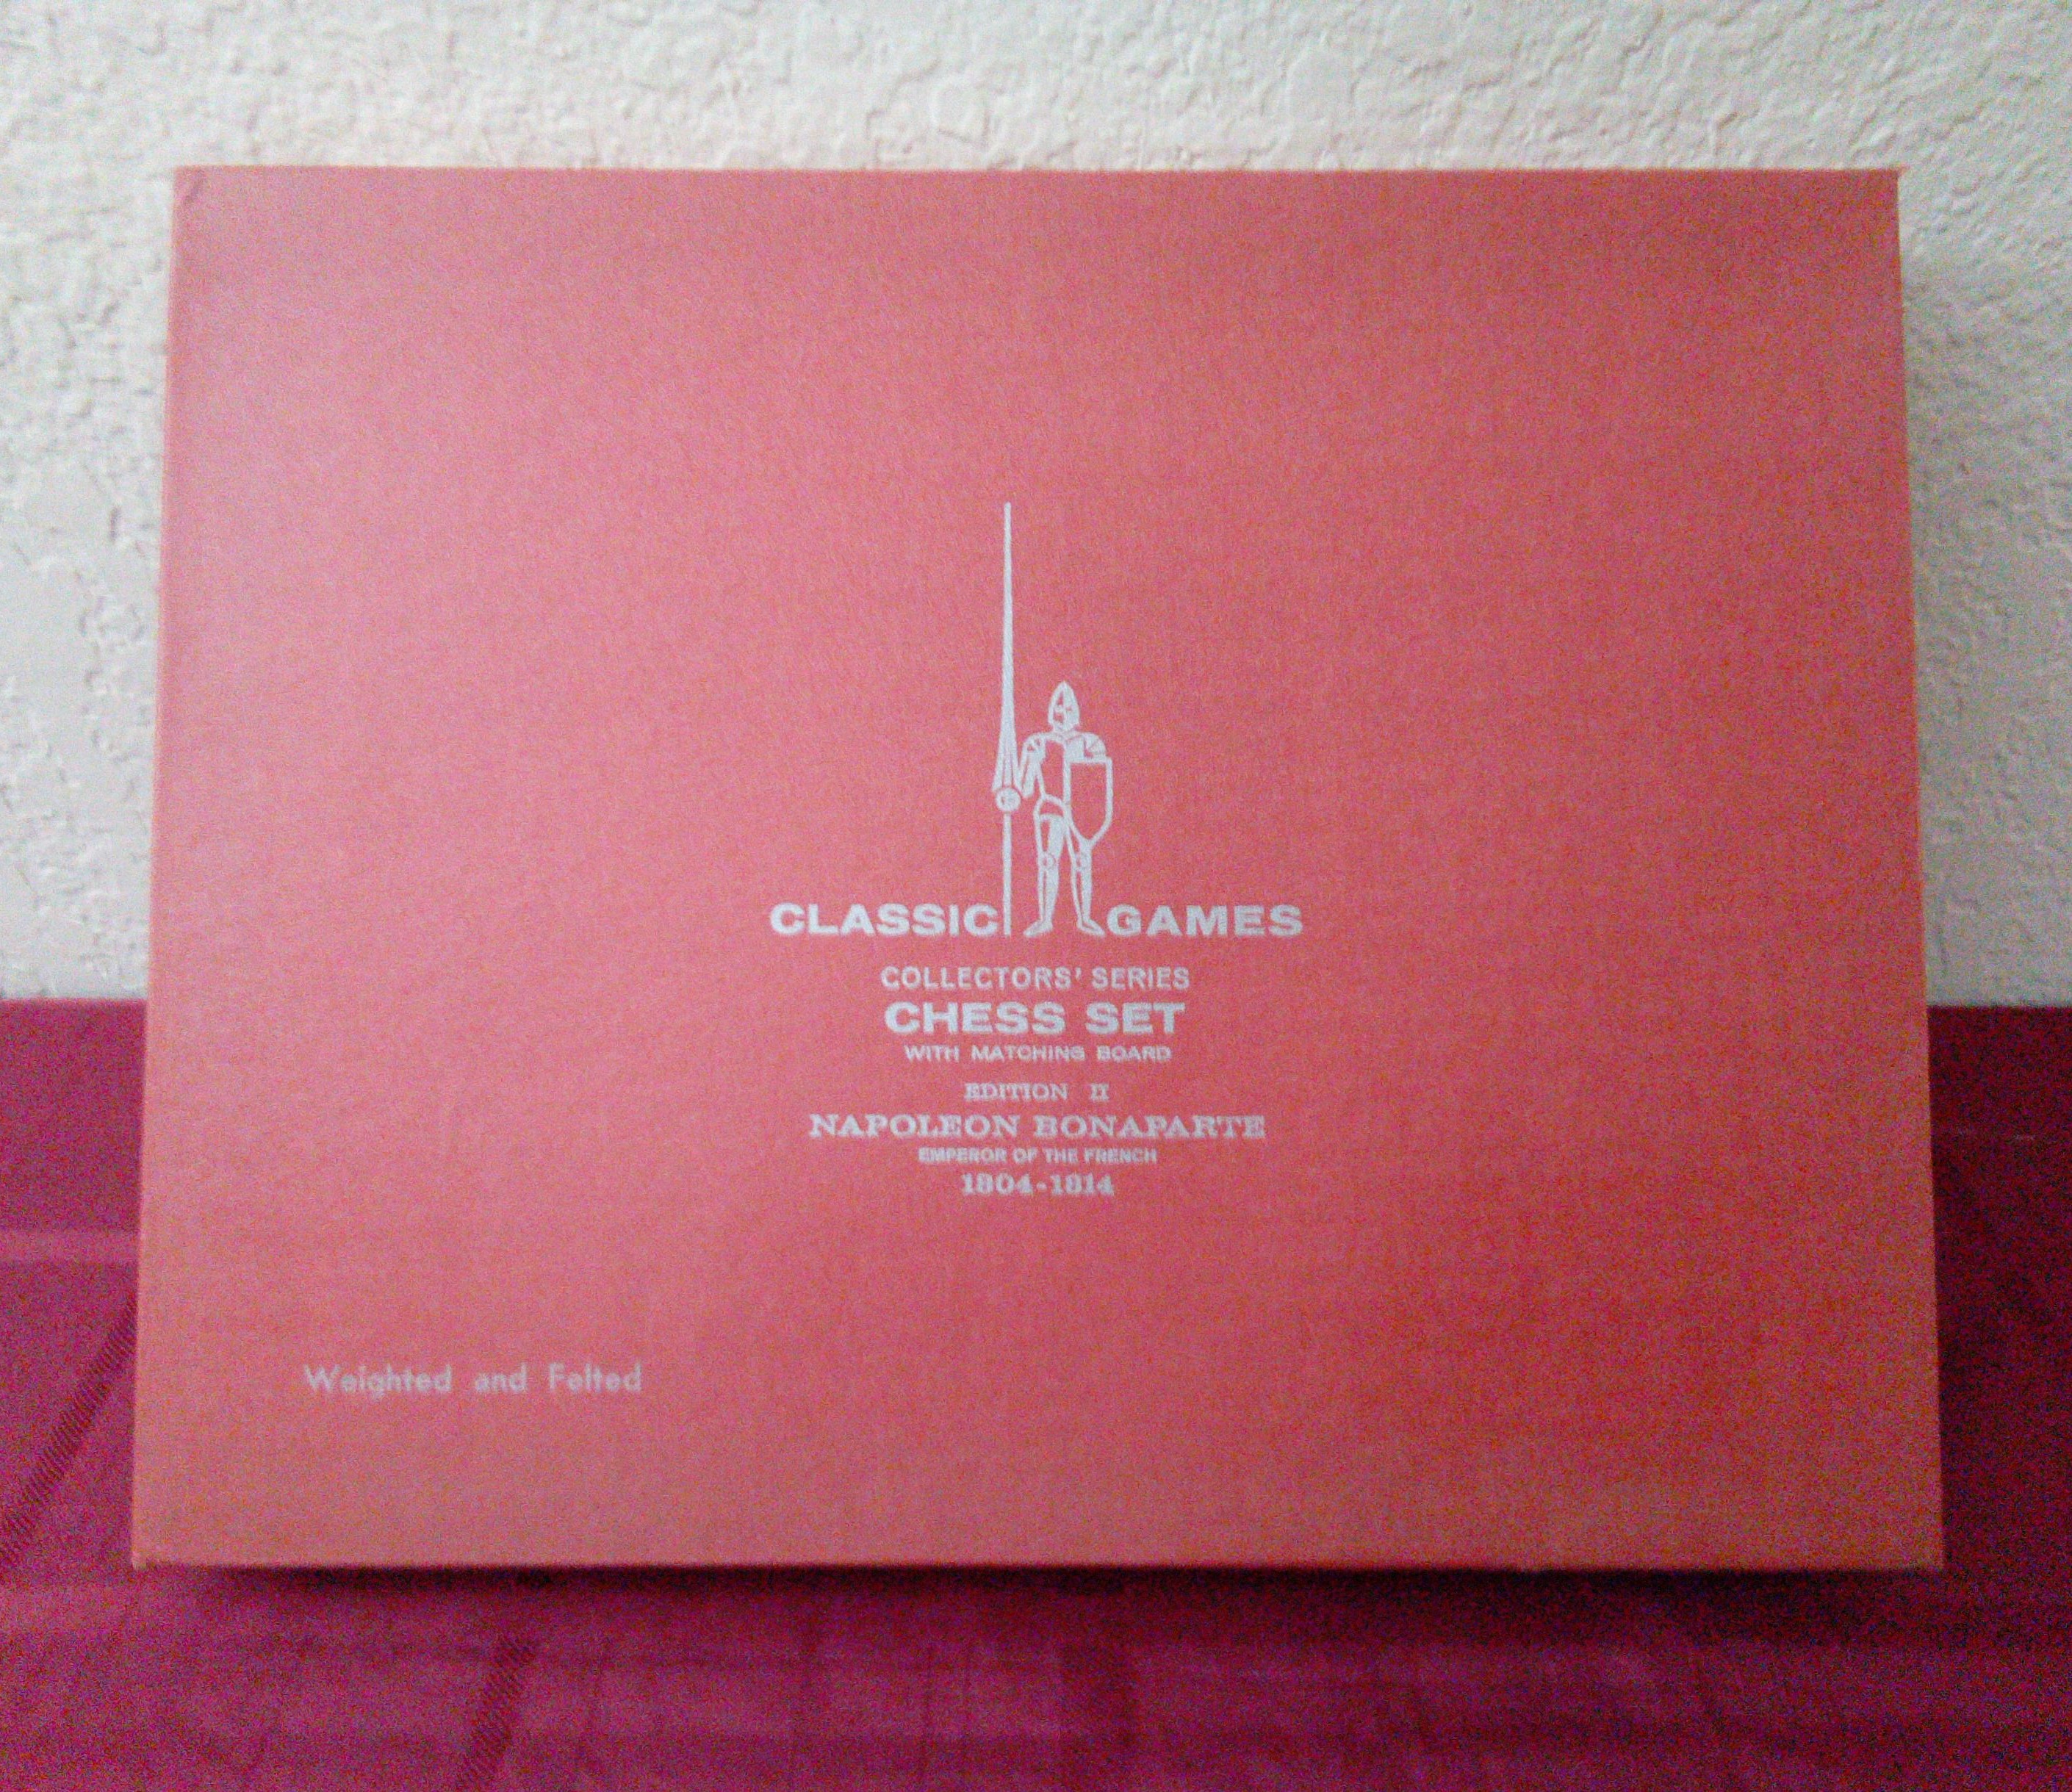 CLASSIC GAMES
COLLECTORS' SERIES
CHESS SET
WITH MATCHING BOARD
EDITION II
NAPOLEON BONAPARTE
EMPEROR OF THE FRENCH
1804-1814
Weighted and Felted